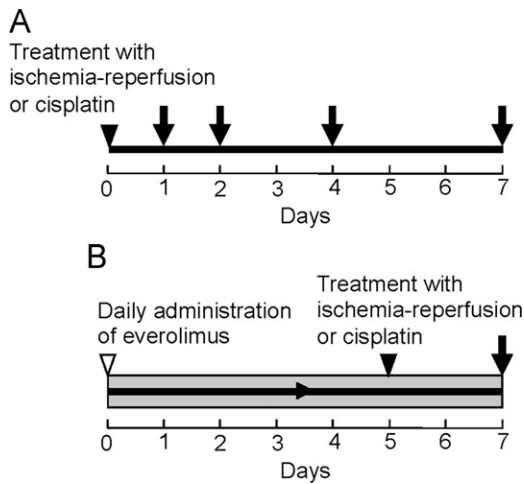 A
Treatment with
ischemia-reperfusion
or cisplatin
0 1 2 3 4 5 6 7
Days
B
Daily administration
of everolimus
Treatment with
ischemia-reperfusion
or cisplatin
0 1 2 3 4 5 6 7
Days